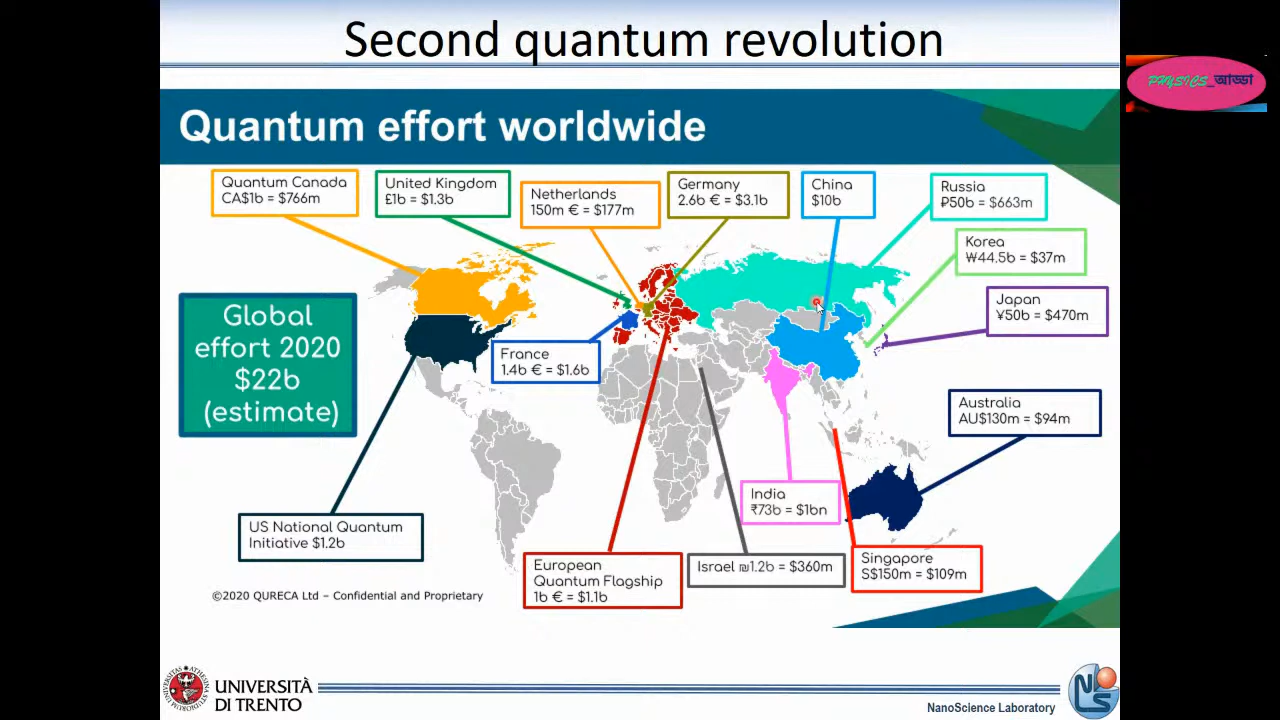 Second quantum revolution
PHYSICS_আড্ডা
Quantum effort worldwide
Quantum Canada
CA$1b = $766m
United Kingdom
£1b = $1.3b
Netherlands
150m € = $177m
Germany
2.6b € = $3.1b
China
$10b
Russia
₽50b = $663m
Korea
₩44.5b = $37m
Japan
¥50b = $470m
Global
effort 2020
$22b
(estimate)
France
1.4b € = $1.6b
Australia
AU$130m = $94m
India
₹73b = $1bn
US National Quantum
Initiative $1.2b
European
Quantum Flagship
1b € = $1.1b
Israel ₪1.2b = $360m
Singapore
S$150m = $109m
©2020 QURECA Ltd – Confidential and Proprietary
UNIVERSITÀ
DI TRENTO
NanoScience Laboratory